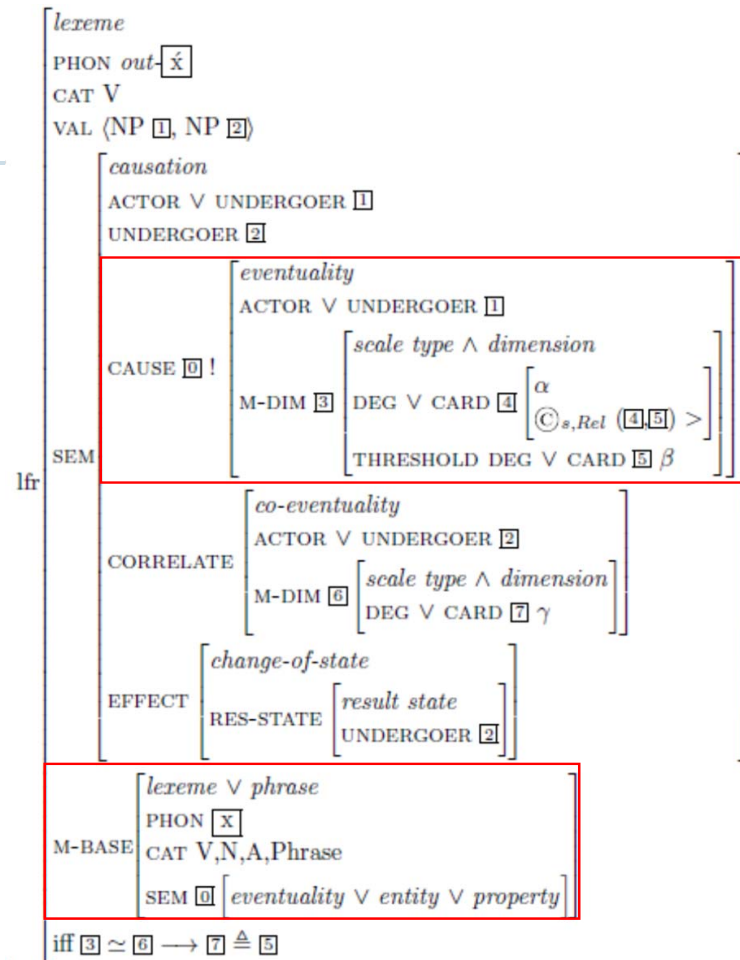 lexeme
PHON out-x́
CAT V
VAL ⟨NP 1, NP 2⟩
causation
ACTOR ∨ UNDERGOER 1
UNDERGOER 2
eventuality
ACTOR ∨ UNDERGOER 1
scale type ∧ dimension
CAUSE 0 !
M-DIM 3
DEG ∨ CARD 4
α
Ⓒs,Rel (4,5) >
THRESHOLD DEG ∨ CARD 5 β
SEM
lfr
co-eventuality
ACTOR ∨ UNDERGOER 2
CORRELATE
M-DIM 6
scale type ∧ dimension
DEG ∨ CARD 7 γ
change-of-state
EFFECT
RES-STATE
result state
UNDERGOER 2
lexeme ∨ phrase
PHON x
M-BASE
CAT V,N,A,Phrase
SEM 0 [eventuality ∨ entity ∨ property]
iff 3 ≃ 6 ⟶ 7 ≜ 5